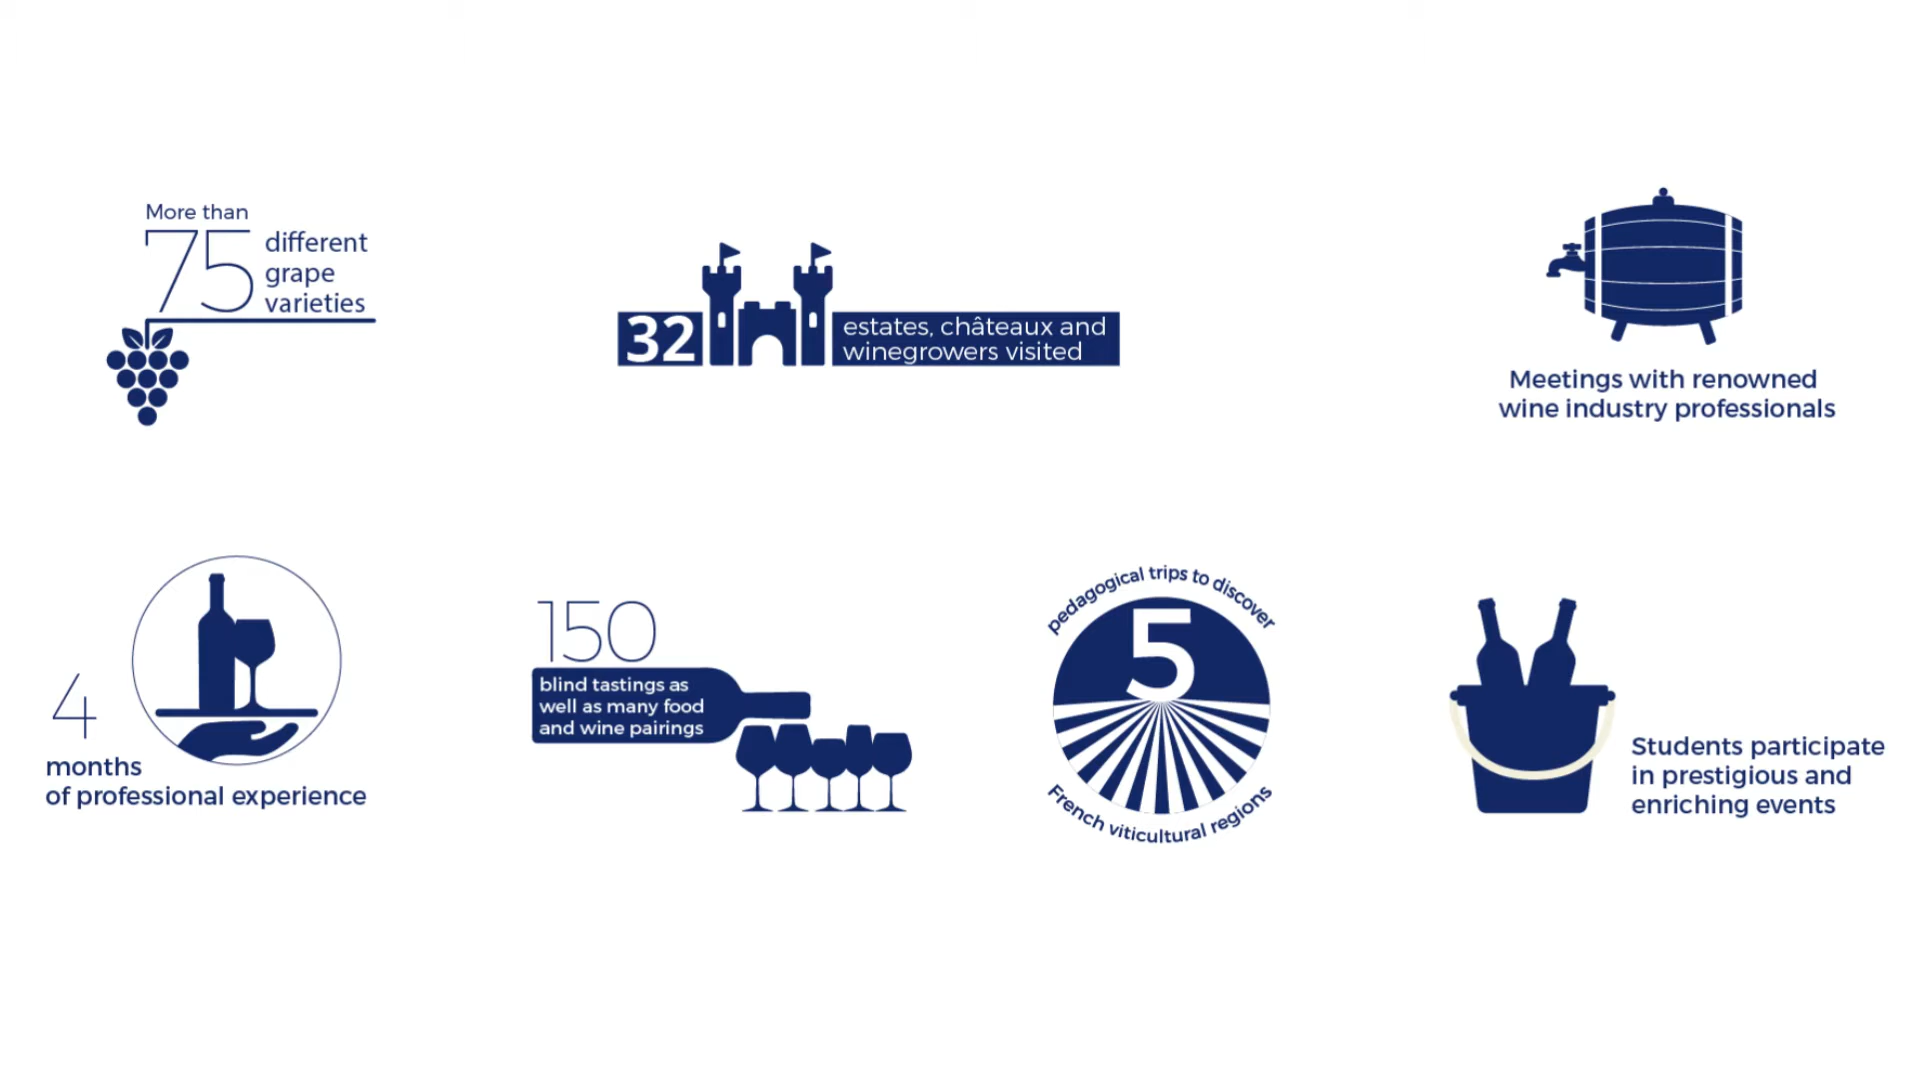 More than
75
different
grape
varieties
32
estates, châteaux and
winegrowers visited
Meetings with renowned
wine industry professionals
4
months
of professional experience
150
blind tastings as
well as many food
and wine pairings
pedagogical trips to discover
5
French viticultural regions
Students participate
in prestigious and
enriching events